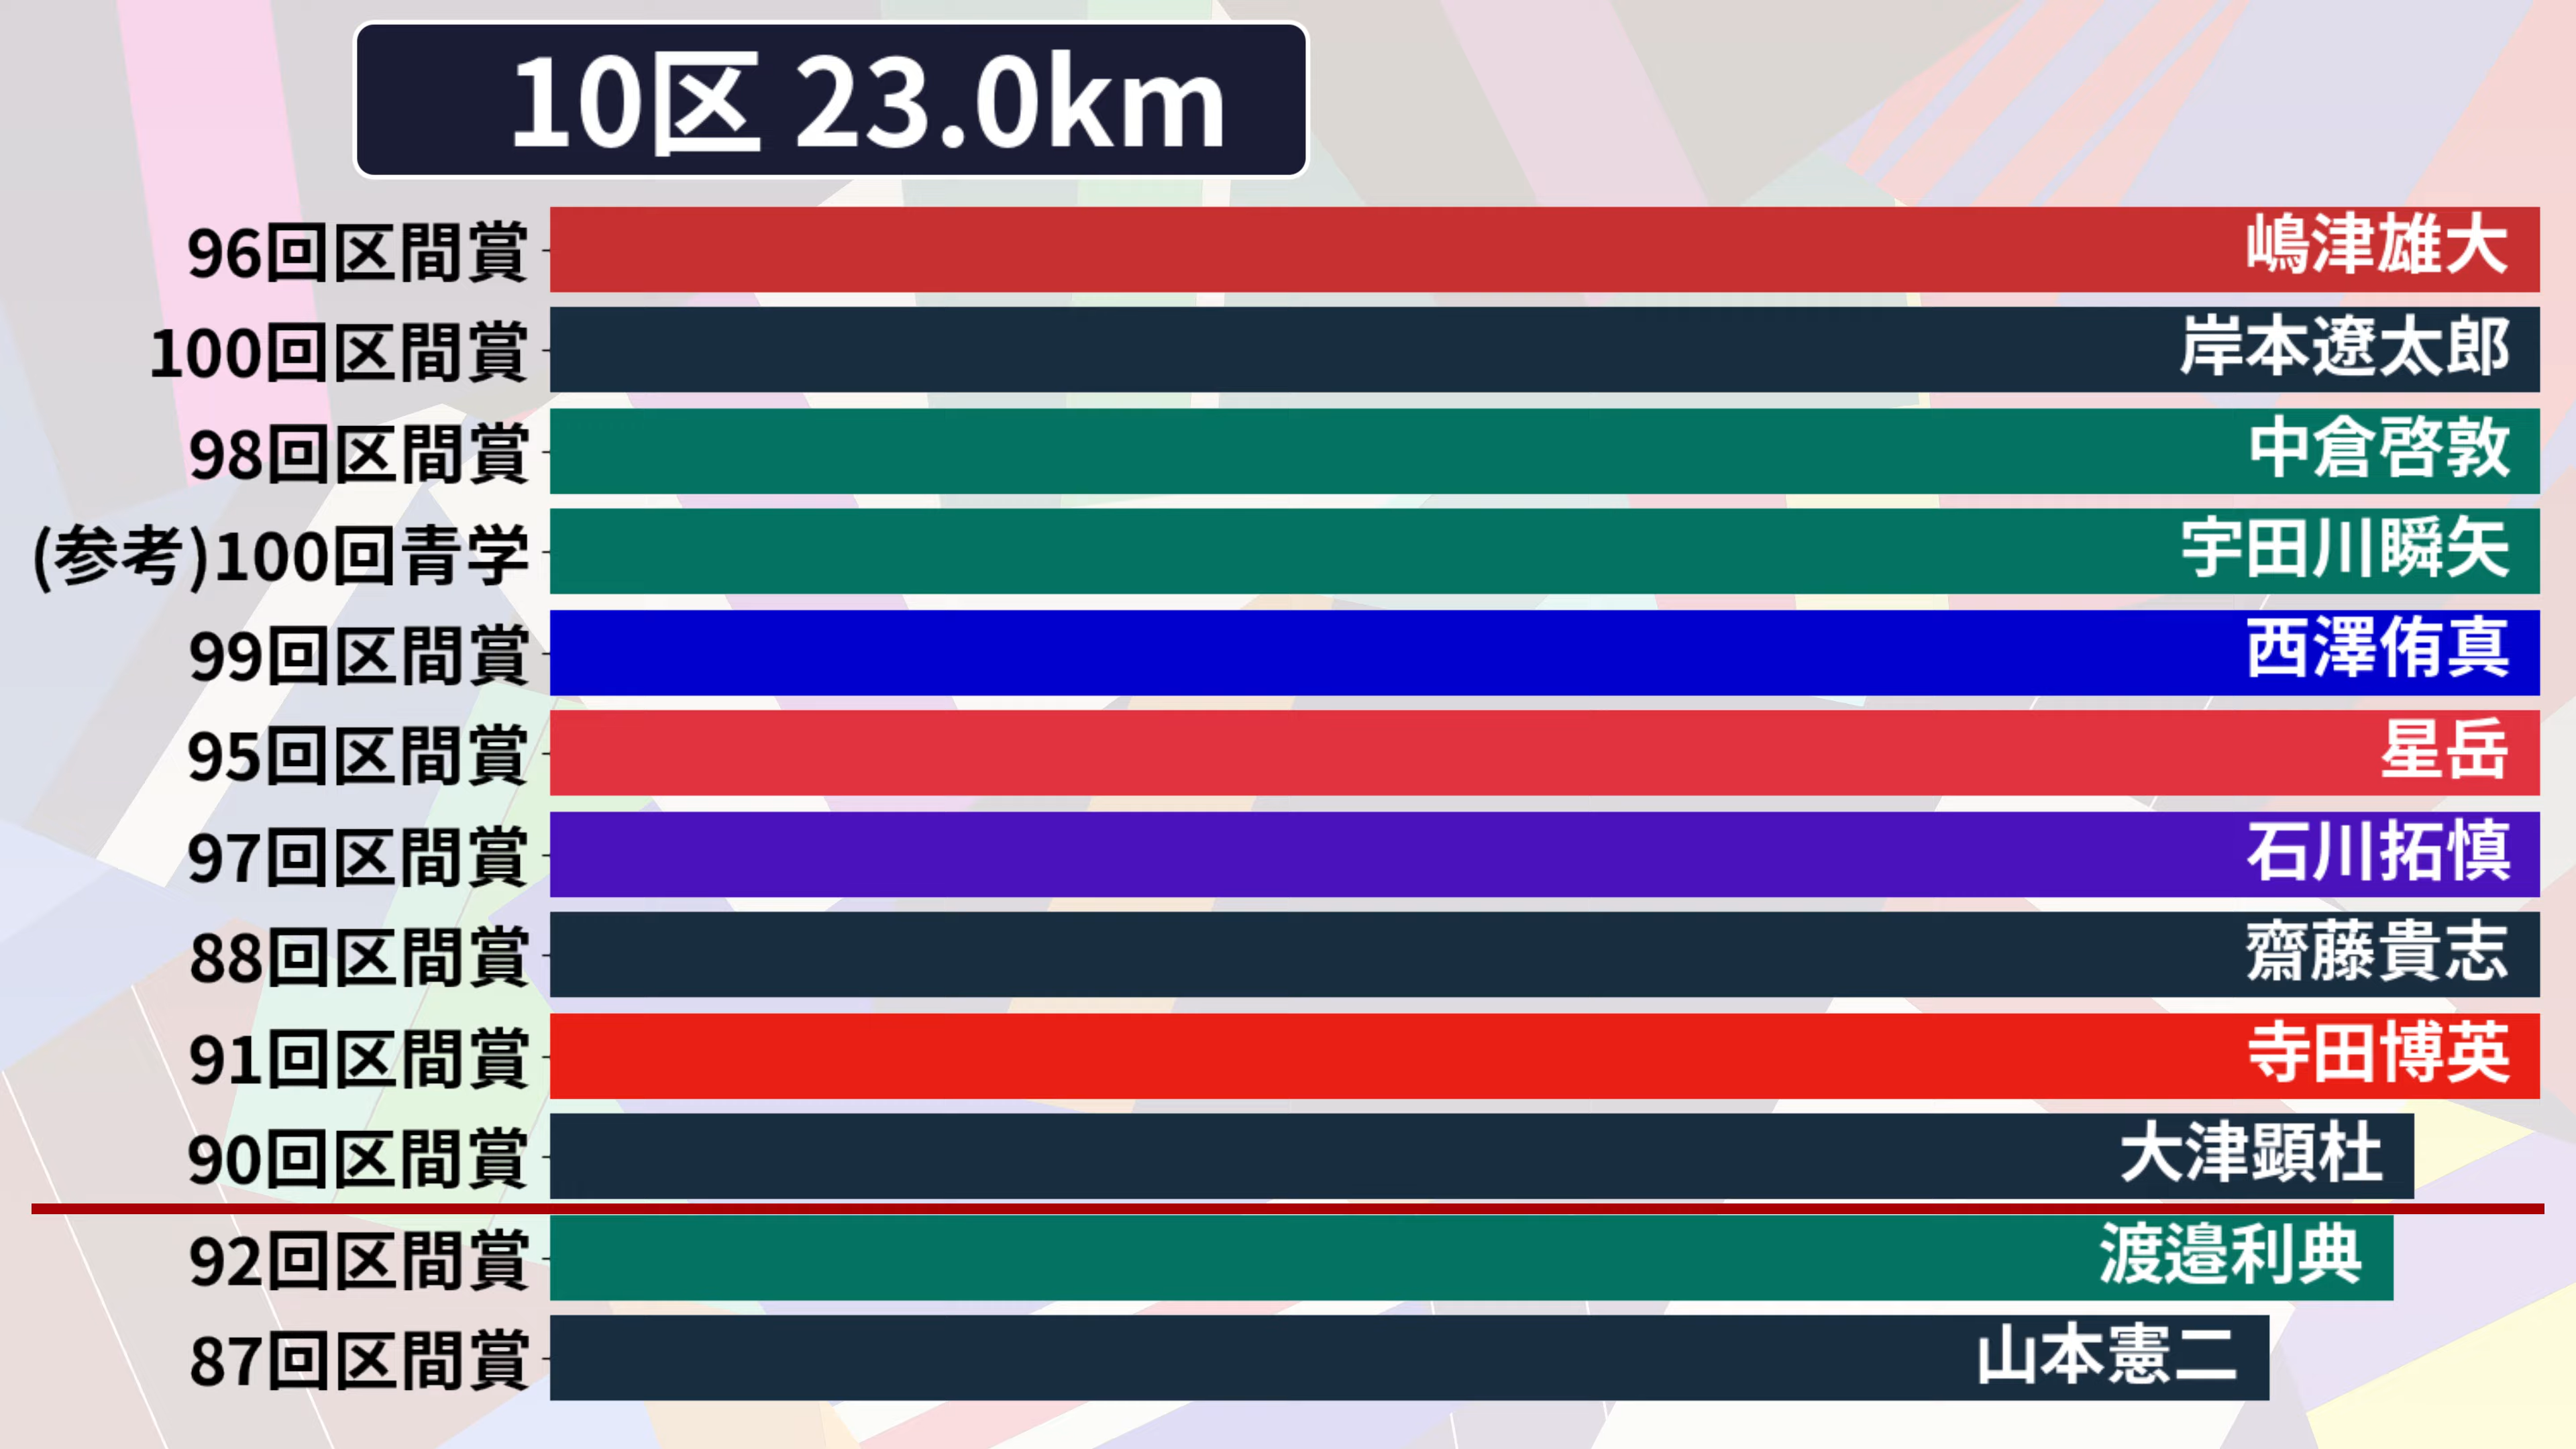 10区 23.0km
96回区間賞 嶋津雄大
100回区間賞 岸本遼太郎
98回区間賞 中倉啓敦
(参考)100回青学 宇田川瞬矢
99回区間賞 西澤侑真
95回区間賞 星岳
97回区間賞 石川拓慎
88回区間賞 齋藤貴志
91回区間賞 寺田博英
90回区間賞 大津顕杜
92回区間賞 渡邉利典
87回区間賞 山本憲二